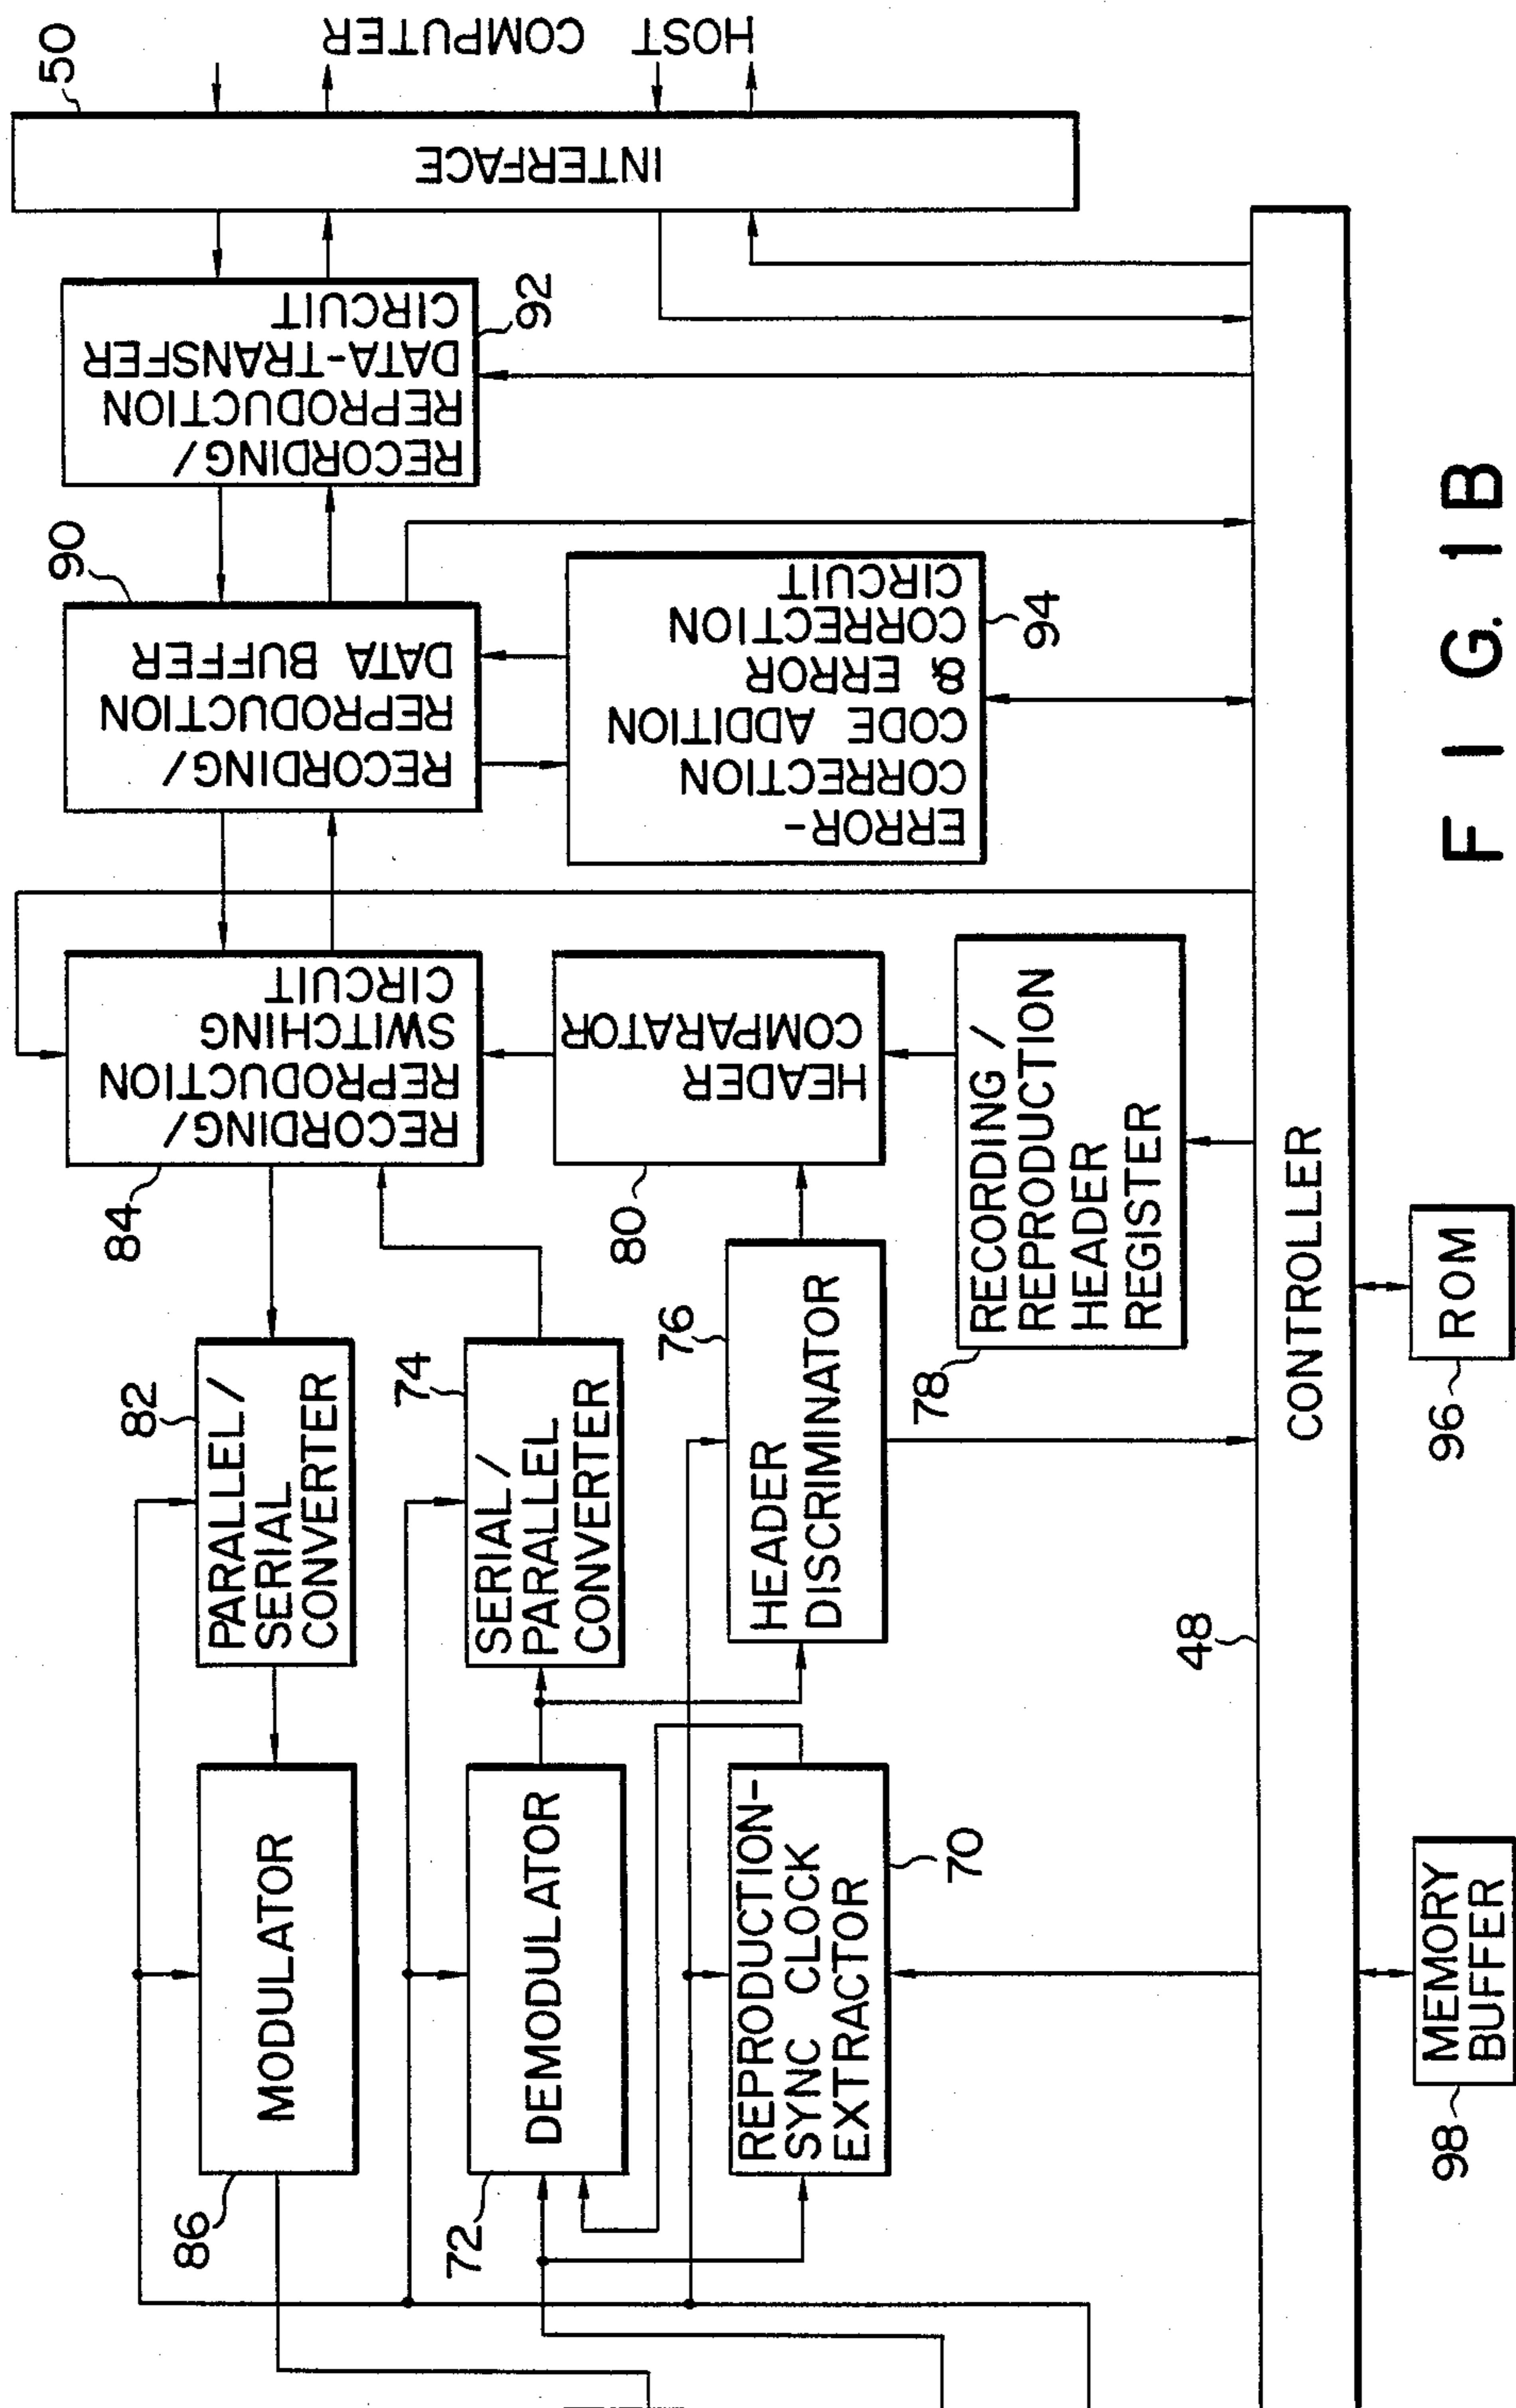 86
MODULATOR
82
PARALLEL/
SERIAL
CONVERTER
84
RECORDING/
REPRODUCTION
SWITCHING
CIRCUIT
90
RECORDING/
REPRODUCTION
DATA BUFFER
RECORDING/
REPRODUCTION
DATA-TRANSFER
CIRCUIT
92
50
INTERFACE
HOST COMPUTER
72
DEMODULATOR
74
SERIAL/
PARALLEL
CONVERTER
80
HEADER
COMPARATOR
ERROR-
CORRECTION
CODE ADDITION
& ERROR
CORRECTION
CIRCUIT
94
REPRODUCTION-
SYNC CLOCK
EXTRACTOR
70
76
HEADER
DISCRIMINATOR
78
RECORDING/
REPRODUCTION
HEADER
REGISTER
48
CONTROLLER
98
MEMORY
BUFFER
96
ROM
FIG. 1B